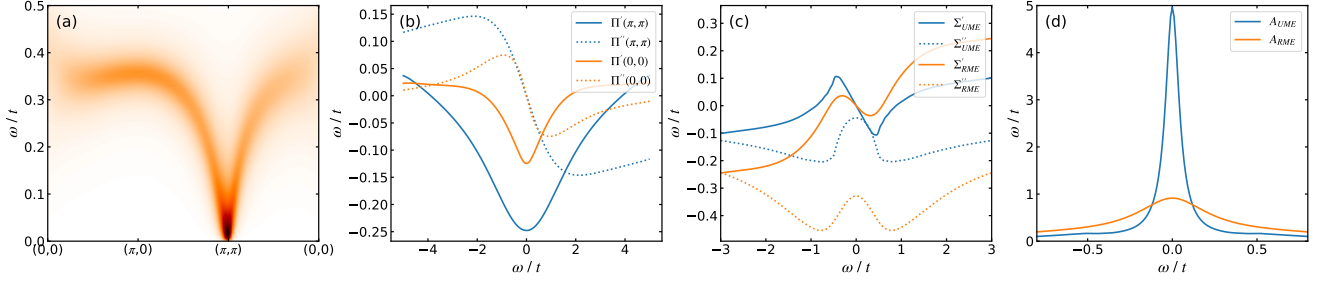 (a)
ω / t
0.5
0.4
0.3
0.2
0.1
0.0
(0,0)
(π,0)
(π,π)
(0,0)
(b)
ω / t
0.15
0.10
0.05
0.00
−0.05
−0.10
−0.15
−0.20
−0.25
−4
−2
0
2
4
ω / t
Π′(π, π)
Π′′(π, π)
Π′(0, 0)
Π′′(0, 0)
(c)
ω / t
0.3
0.2
0.1
0.0
−0.1
−0.2
−0.3
−0.4
−3
−2
−1
0
1
2
3
ω / t
Σ′UME
Σ′′UME
Σ′RME
Σ′′RME
(d)
ω / t
5
4
3
2
1
0
−0.5
0.0
0.5
ω / t
AUME
ARME